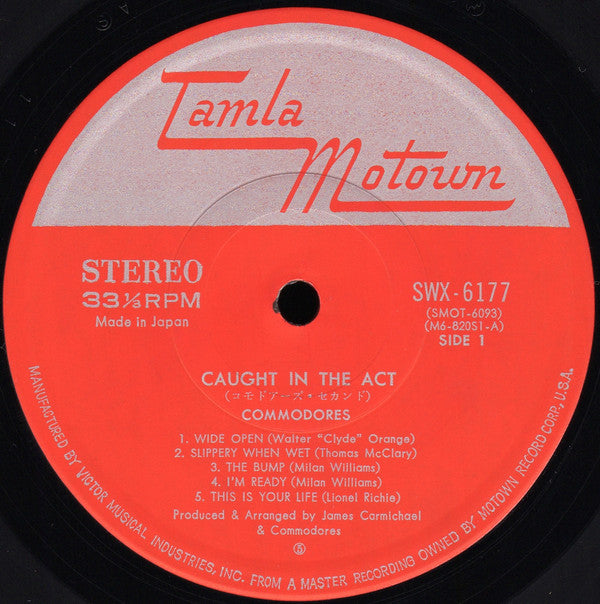 Tamla
Motown
STEREO
33⅓ RPM
Made in Japan
SWX-6177
(SMOT-6093)
(M6-820S1-A)
SIDE 1
CAUGHT IN THE ACT
(コモドアーズ・セカンド)
COMMODORES
1. WIDE OPEN (Walter "Clyde" Orange)
2. SLIPPERY WHEN WET (Thomas McClary)
3. THE BUMP (Milan Williams)
4. I'M READY (Milan Williams)
5. THIS IS YOUR LIFE (Lionel Richie)
Produced & Arranged by James Carmichael
& Commodores
MANUFACTURED BY VICTOR MUSICAL INDUSTRIES, INC. FROM A MASTER RECORDING OWNED BY MOTOWN RECORD CORP., U.S.A.